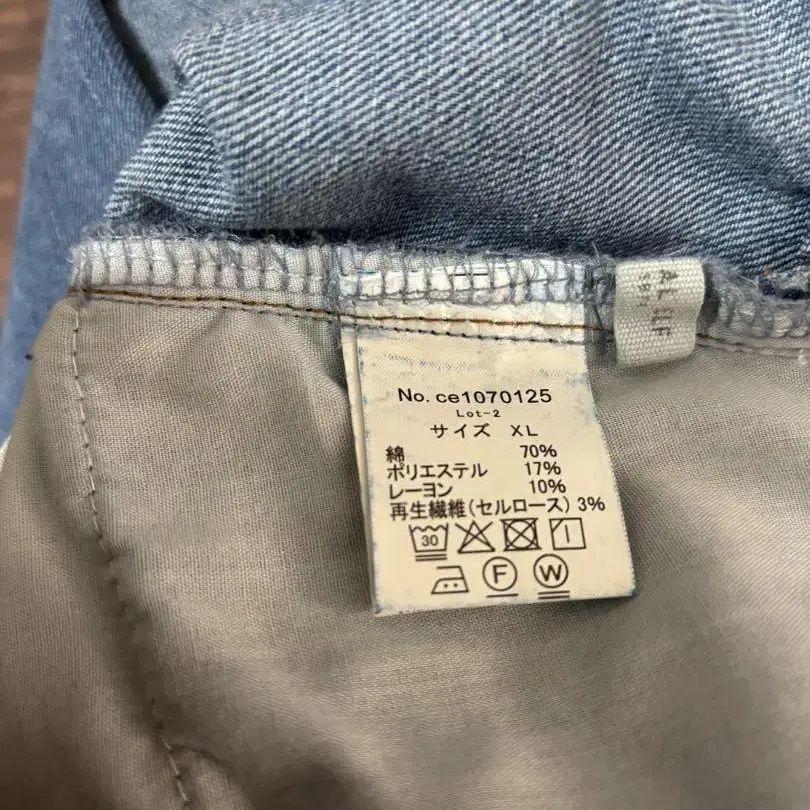 No. ce1070125
Lot-2
サイズ XL
綿 70%
ポリエステル 17%
レーヨン 10%
再生繊維(セルロース) 3%
30
F W